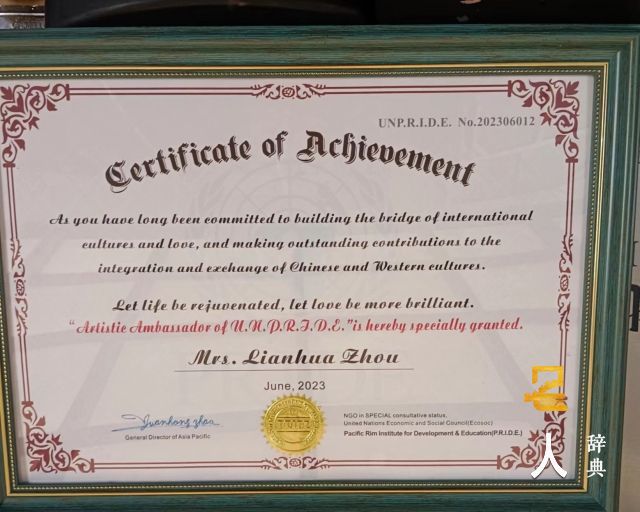 UNP.R.I.D.E. No.202306012
Certificate of Achievement
As you have long been committed to building the bridge of international
cultures and love, and making outstanding contributions to the
integration and exchange of Chinese and Western cultures.
Let life be rejuvenated, let love be more brilliant.
“Artistic Ambassador of U.N.P.R.I.D.E.”is hereby specially granted.
Mrs. Lianhua Zhou
June, 2023
General Director of Asia Pacific
NGO in SPECIAL consultative status,
United Nations Economic and Social Council(Ecosoc)
Pacific Rim Institute for Development & Education(P.R.I.D.E.)
人
辞典